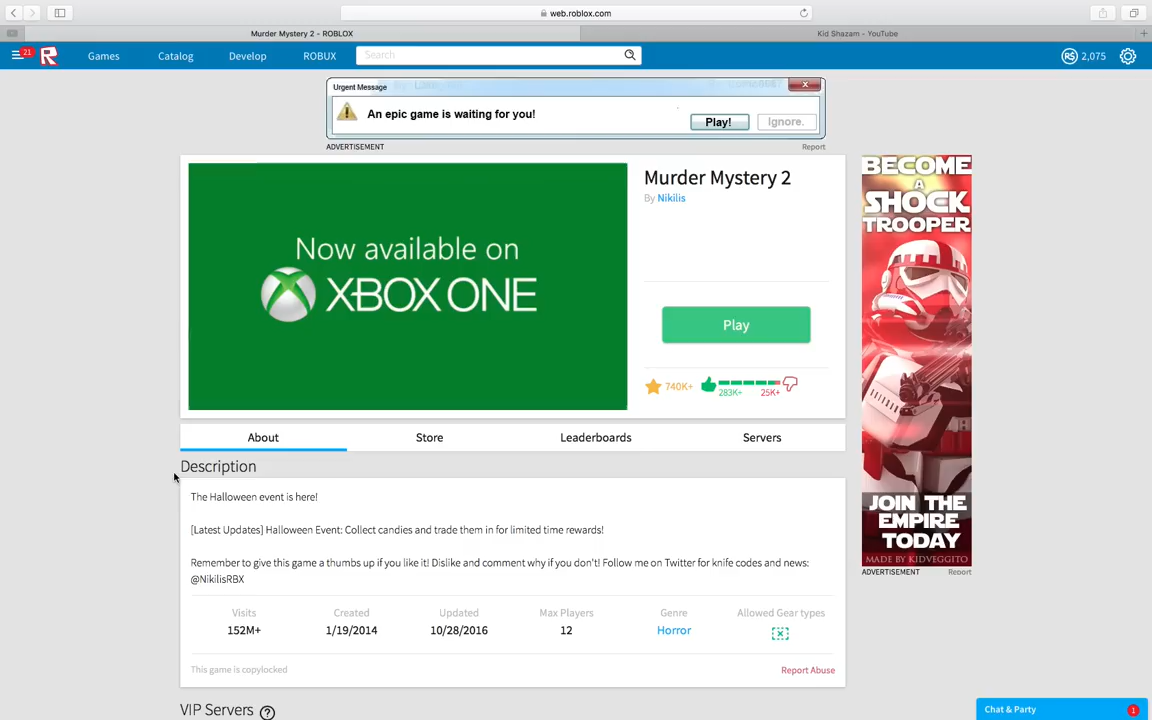 web.roblox.com
Murder Mystery 2 - ROBLOX
Kid Shazam - YouTube
21
Games
Catalog
Develop
ROBUX
Search
R$ 2,075
Urgent Message
An epic game is waiting for you!
Play!
Ignore.
ADVERTISEMENT
Report
Now available on
XBOX ONE
Murder Mystery 2
By Nikilis
Play
740K+
283K+
25K+
BECOME
A
SHOCK
TROOPER
JOIN THE
EMPIRE
TODAY
MADE BY KIDVEGGITO
ADVERTISEMENT
Report
About
Store
Leaderboards
Servers
Description
The Halloween event is here!
[Latest Updates] Halloween Event: Collect candies and trade them in for limited time rewards!
Remember to give this game a thumbs up if you like it! Dislike and comment why if you don't! Follow me on Twitter for knife codes and news:
@NikilisRBX
Visits
152M+
Created
1/19/2014
Updated
10/28/2016
Max Players
12
Genre
Horror
Allowed Gear types
This game is copylocked
Report Abuse
VIP Servers ?
Chat & Party
1